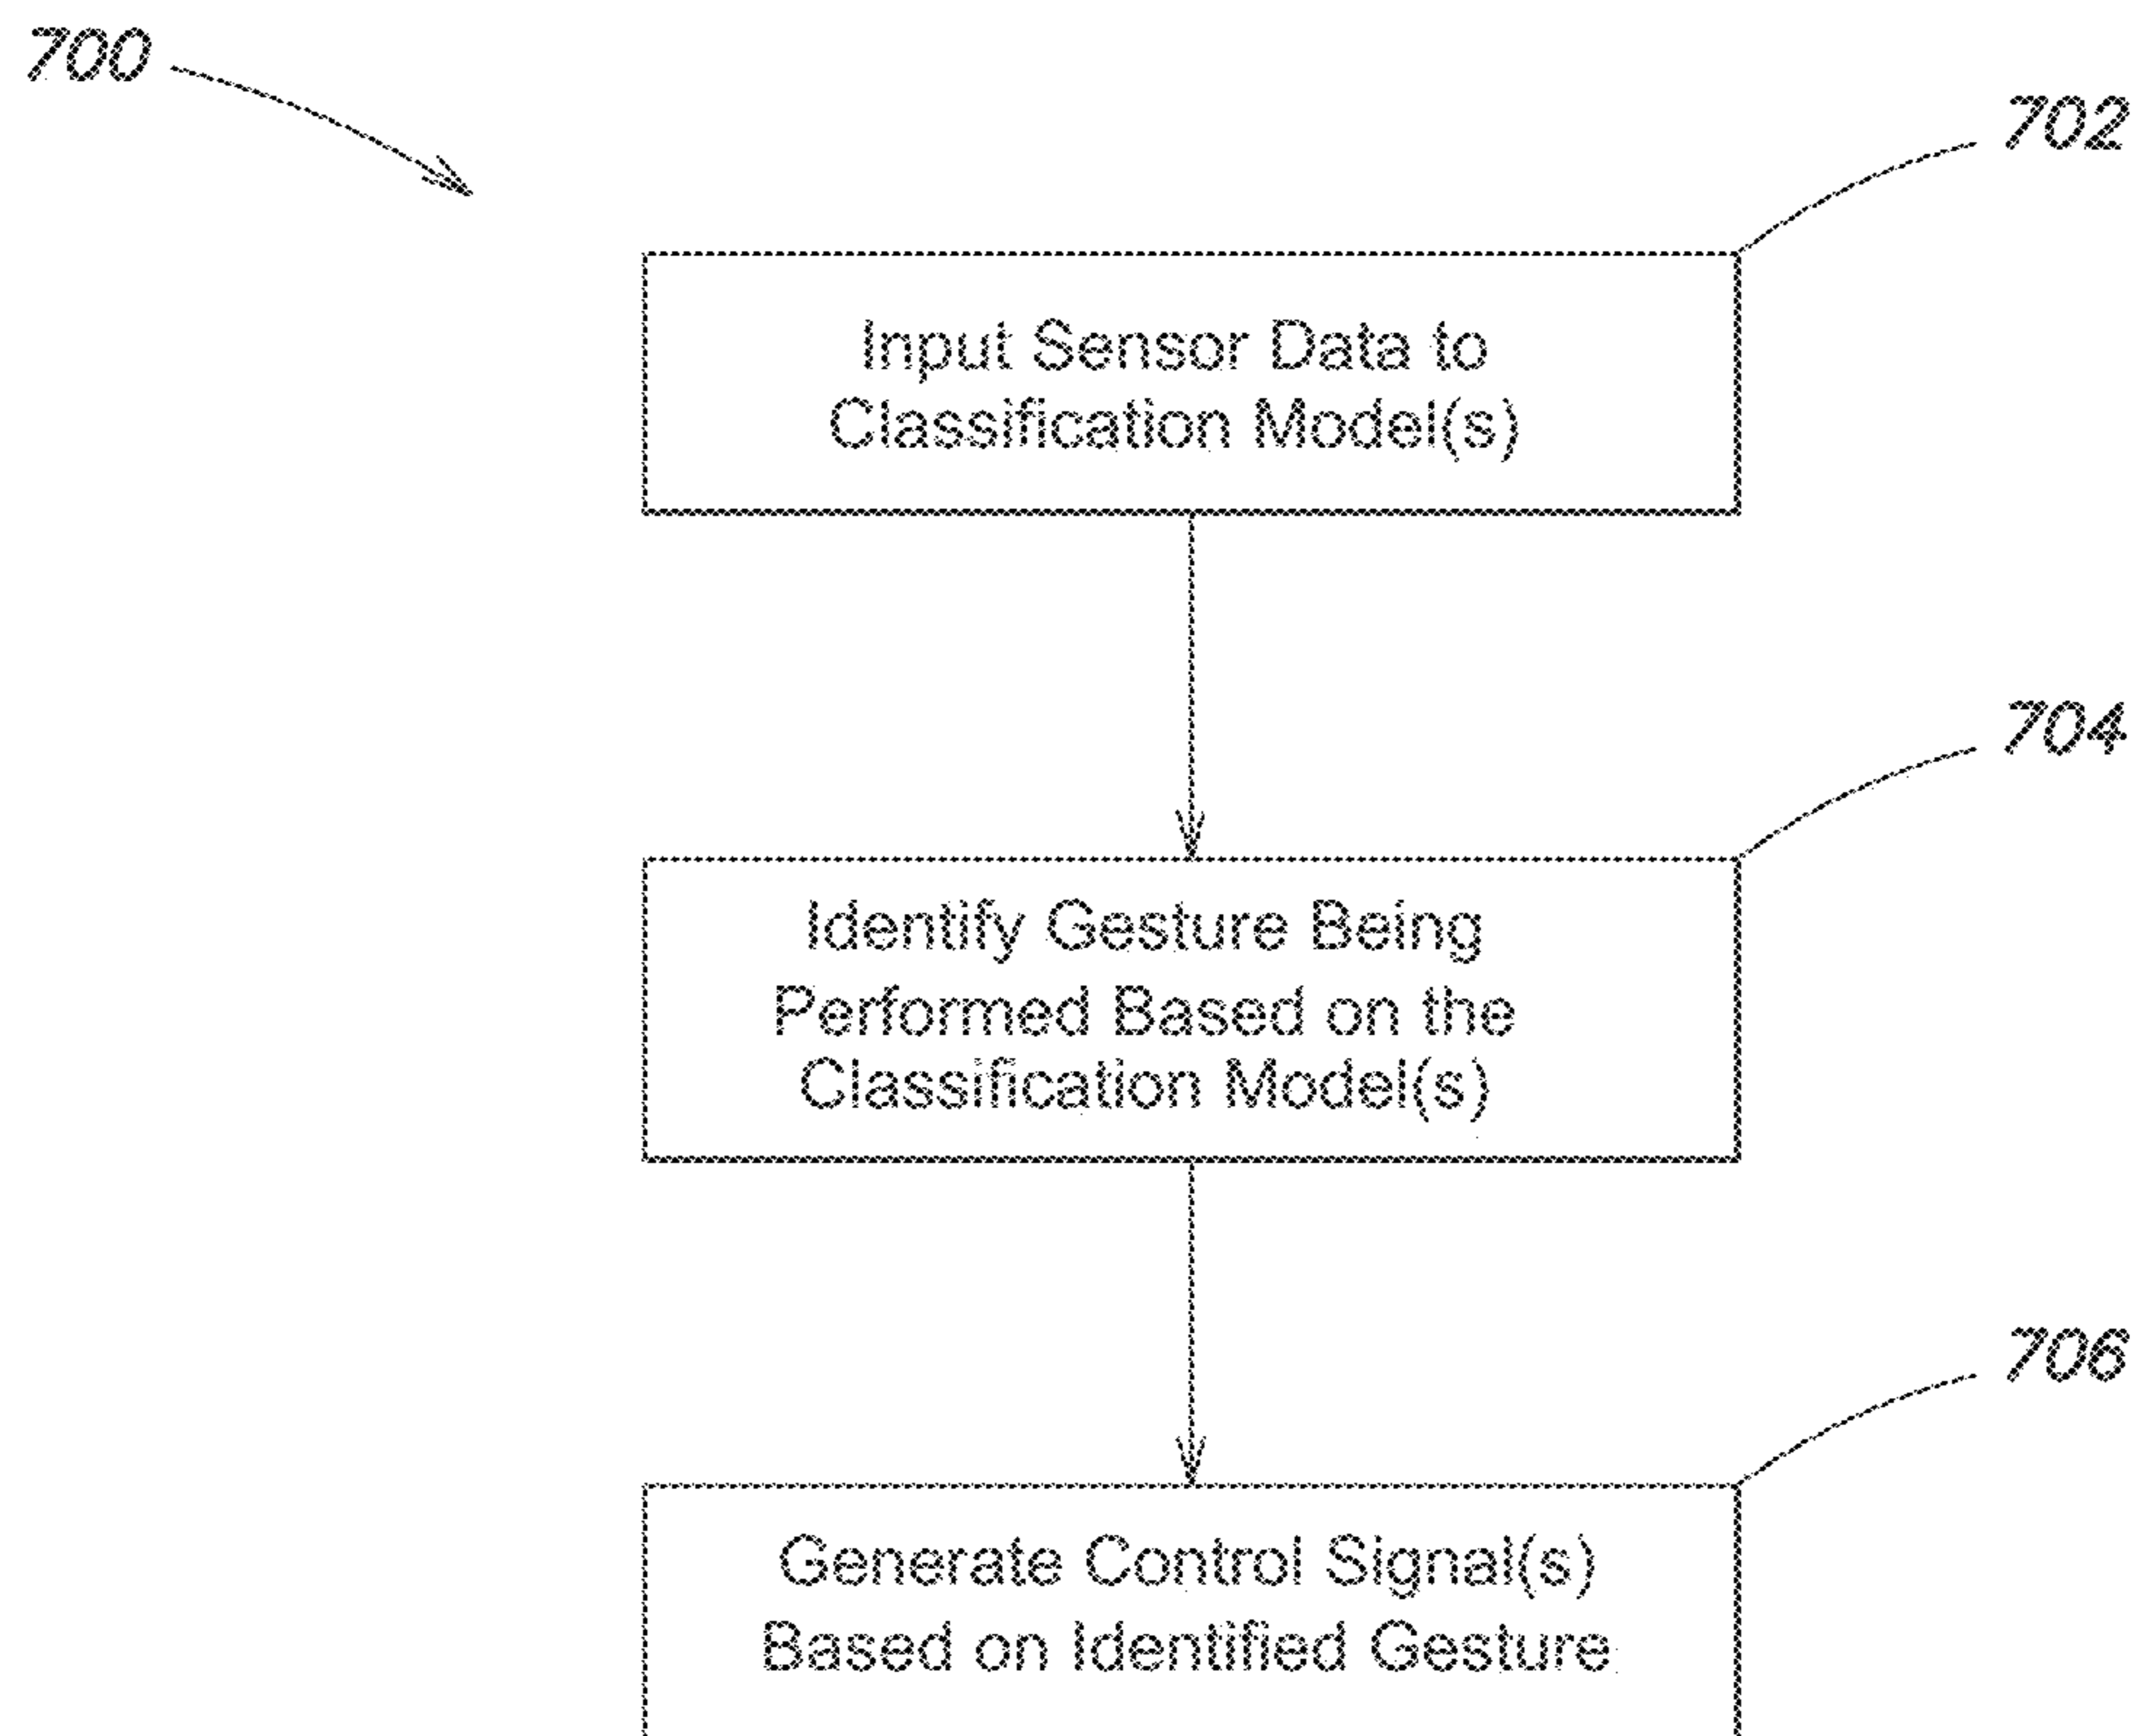 700
702
Input Sensor Data to
Classification Model(s)
704
Identify Gesture Being
Performed Based on the
Classification Model(s)
706
Generate Control Signal(s)
Based on Identified Gesture